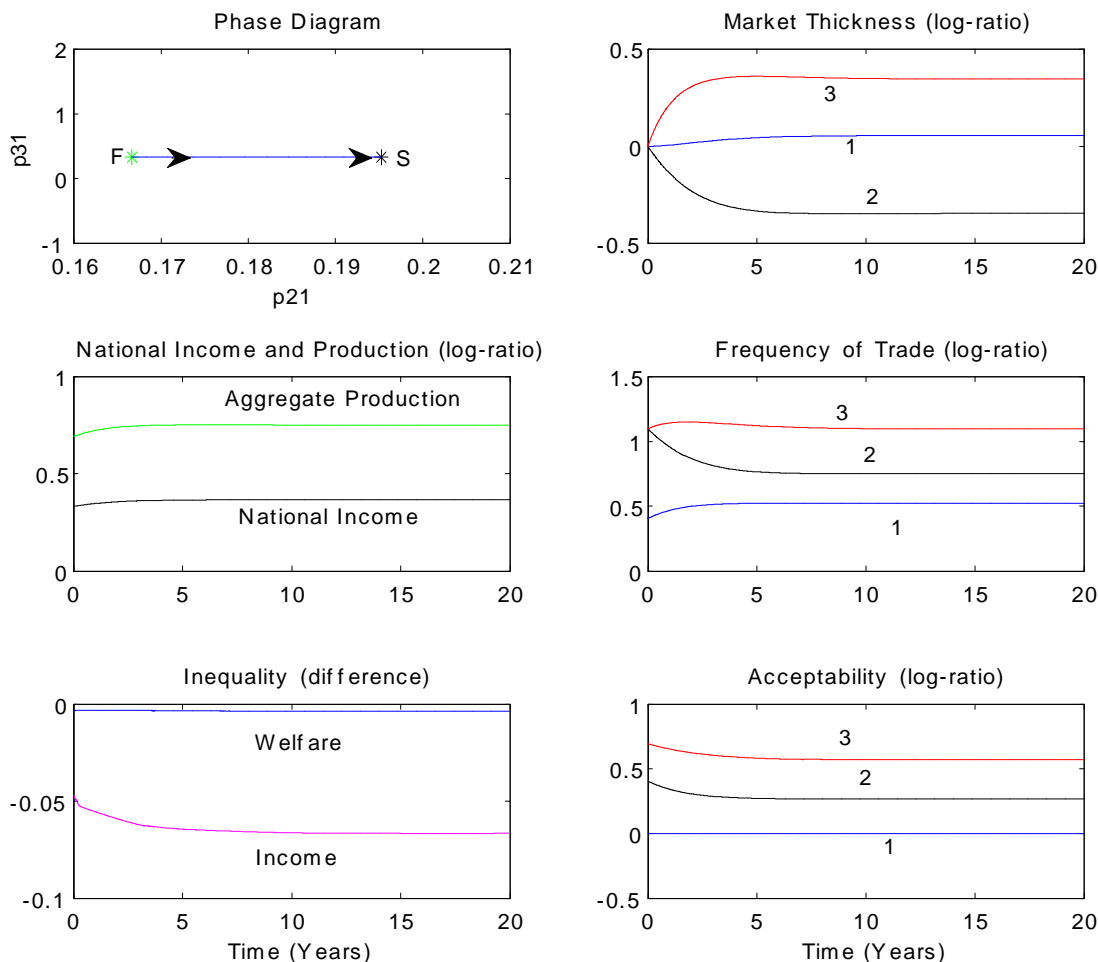 Phase Diagram
2
1
0
-1
p31
F
S
0.16 0.17 0.18 0.19 0.2 0.21
p21
Market Thickness (log-ratio)
0.5
0
-0.5
3
1
2
0 5 10 15 20
National Income and Production (log-ratio)
1
0.5
0
Aggregate Production
National Income
0 5 10 15 20
Frequency of Trade (log-ratio)
1.5
1
0.5
0
3
2
1
0 5 10 15 20
Inequality (difference)
0
-0.05
-0.1
Welfare
Income
0 5 10 15 20
Time (Years)
Acceptability (log-ratio)
1
0.5
0
-0.5
3
2
1
0 5 10 15 20
Time (Years)